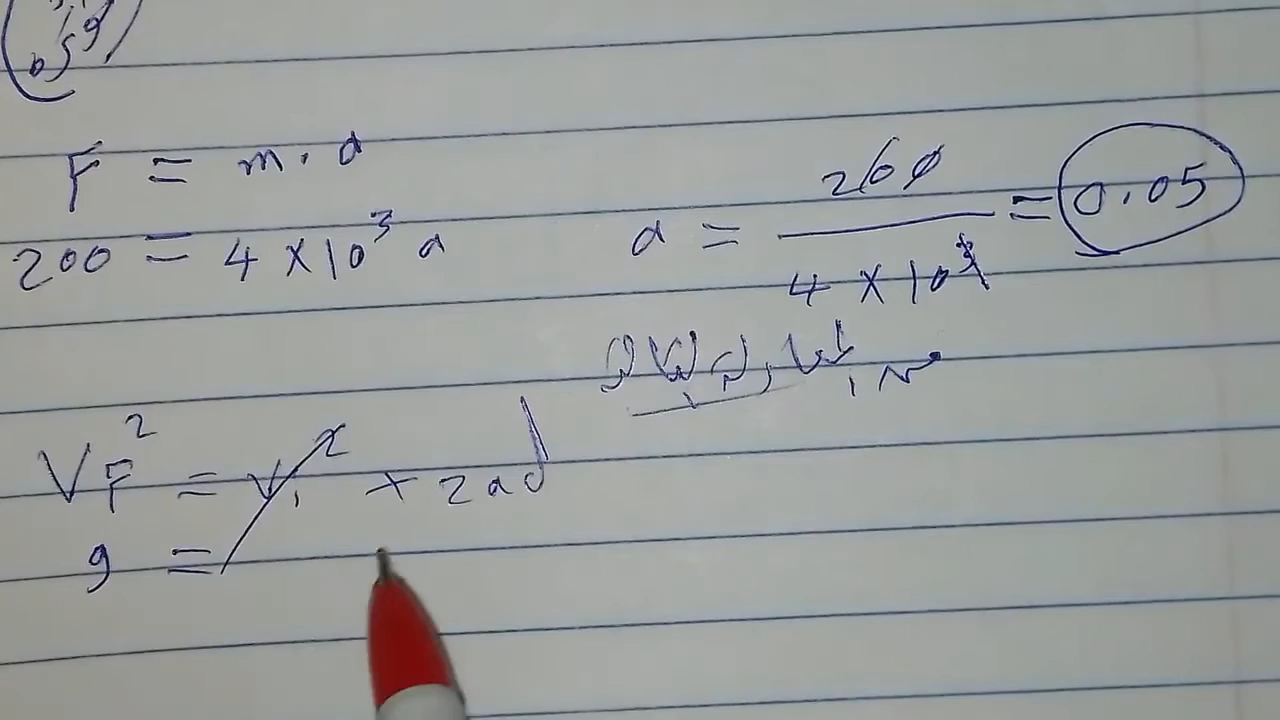 F = m . a
200 = 4 × 10³ a
a = 200 / 4 × 10³ = 0.05
VF² = Vi² + 2ad
9 =